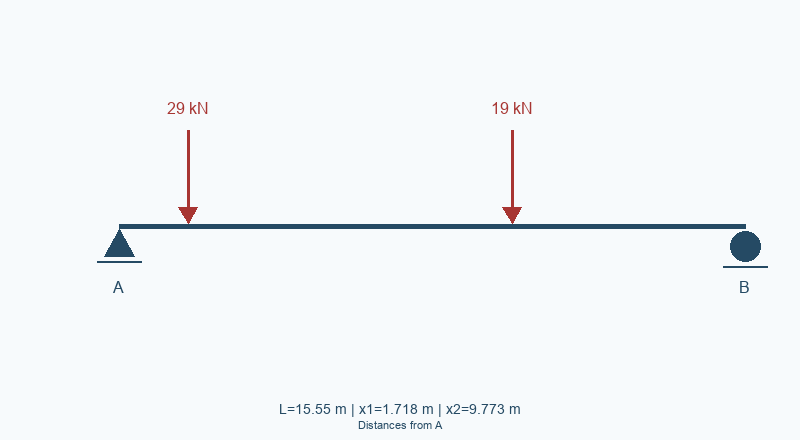 29 kN 19 kN
A B
L=15.55 m | x1=1.718 m | x2=9.773 m
Distances from A